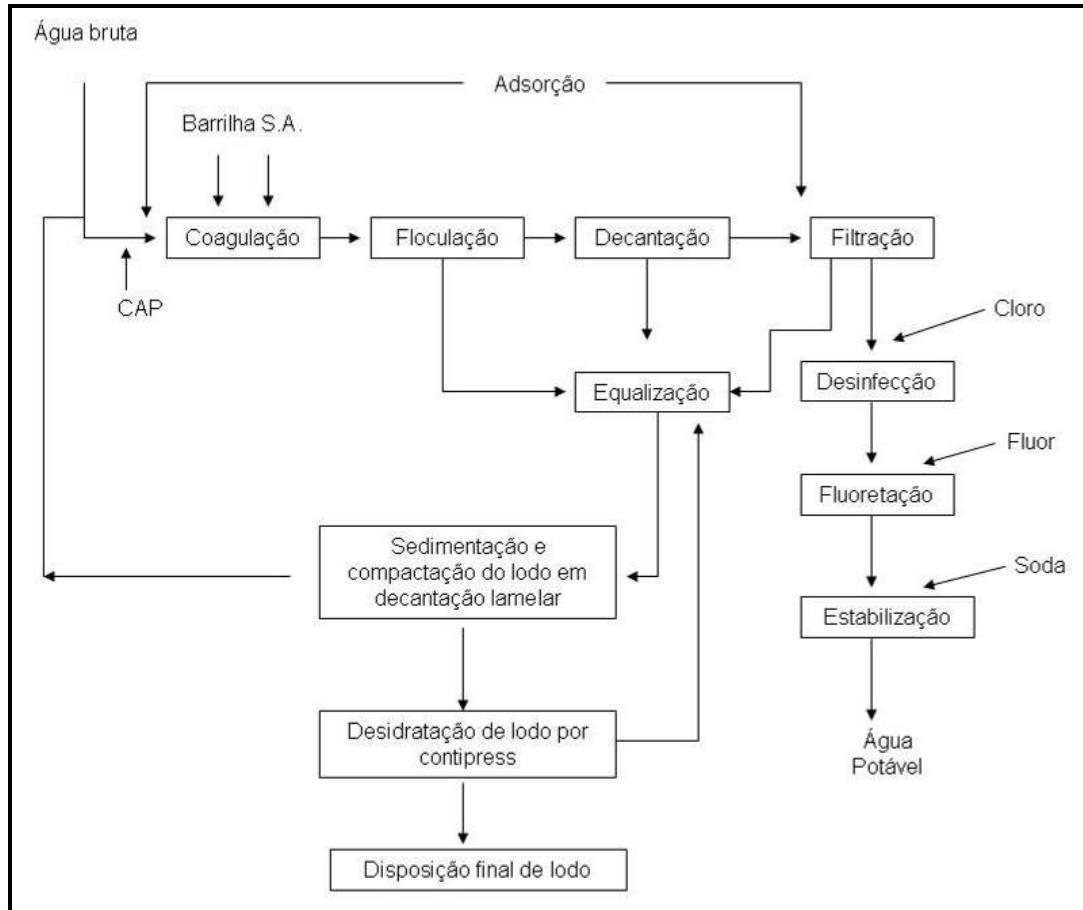 Água bruta
Adsorção
Barrilha S.A.
Coagulação
Floculação
Decantação
Filtração
CAP
Cloro
Equalização
Desinfecção
Fluor
Fluoretação
Sedimentação e
compactação do lodo em
decantação lamelar
Soda
Estabilização
Desidratação de lodo por
contipress
Água
Potável
Disposição final de lodo